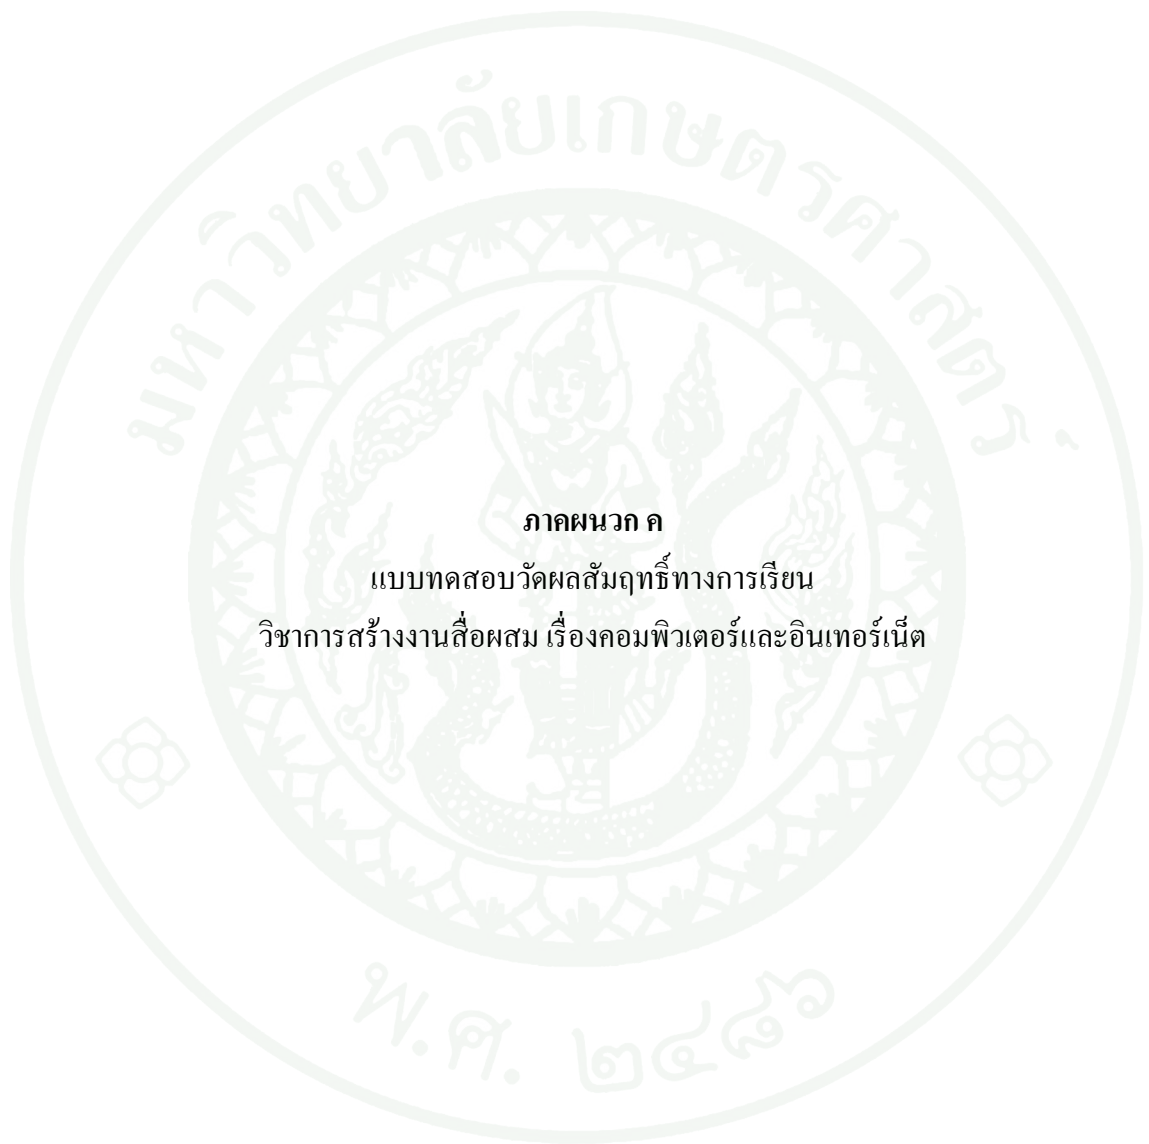 มหาวิทยาลัยเกษตรศาสตร์
ภาคผนวก ค
แบบทดสอบวัดผลสัมฤทธิ์ทางการเรียน
วิชาการสร้างงานสื่อผสม เรื่องคอมพิวเตอร์และอินเทอร์เน็ต
พ.ศ. ๒๔๘๖